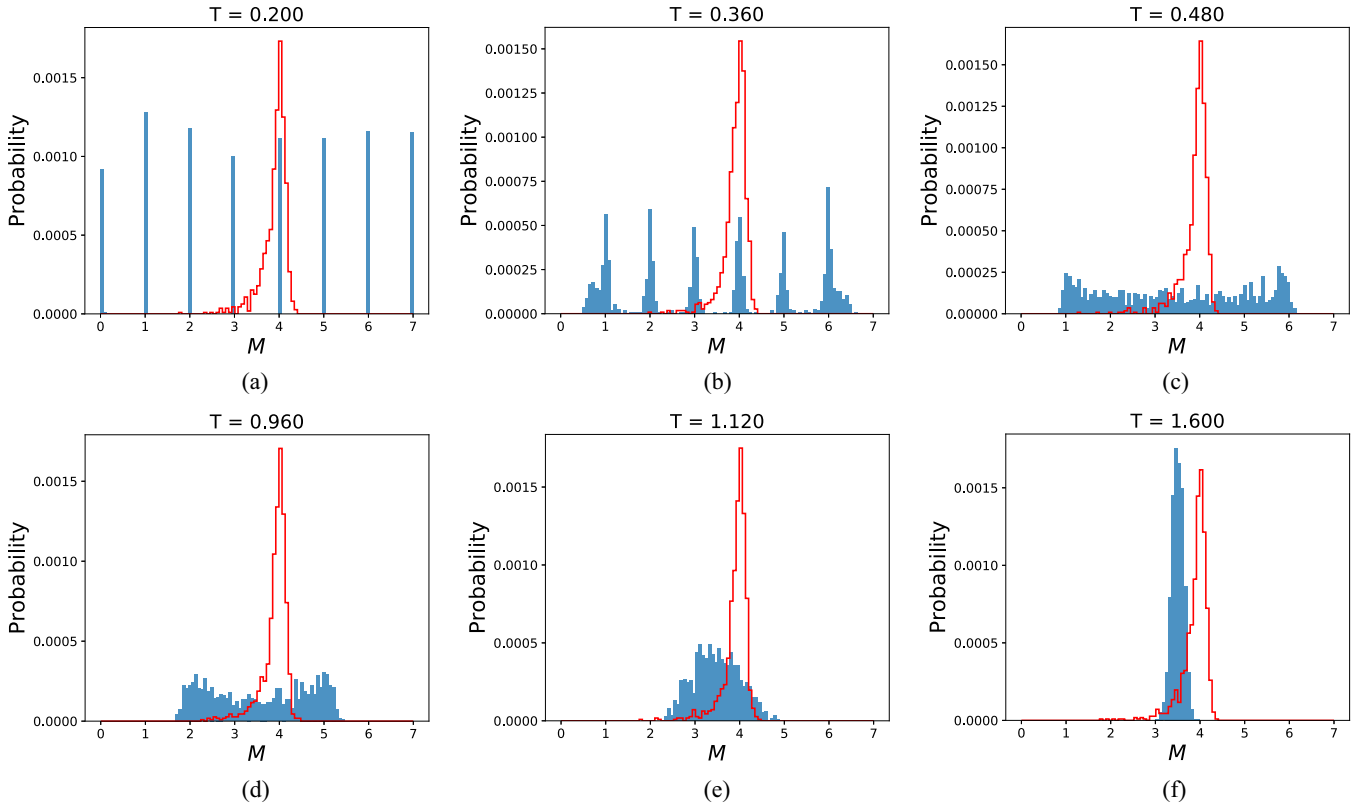 T = 0.200
Probability
0.0015
0.0010
0.0005
0.0000
0 1 2 3 4 5 6 7
M
(a)
T = 0.360
Probability
0.00150
0.00125
0.00100
0.00075
0.00050
0.00025
0.00000
0 1 2 3 4 5 6 7
M
(b)
T = 0.480
Probability
0.00150
0.00125
0.00100
0.00075
0.00050
0.00025
0.00000
0 1 2 3 4 5 6 7
M
(c)
T = 0.960
Probability
0.0015
0.0010
0.0005
0.0000
0 1 2 3 4 5 6 7
M
(d)
T = 1.120
Probability
0.0015
0.0010
0.0005
0.0000
0 1 2 3 4 5 6 7
M
(e)
T = 1.600
Probability
0.0015
0.0010
0.0005
0.0000
0 1 2 3 4 5 6 7
M
(f)